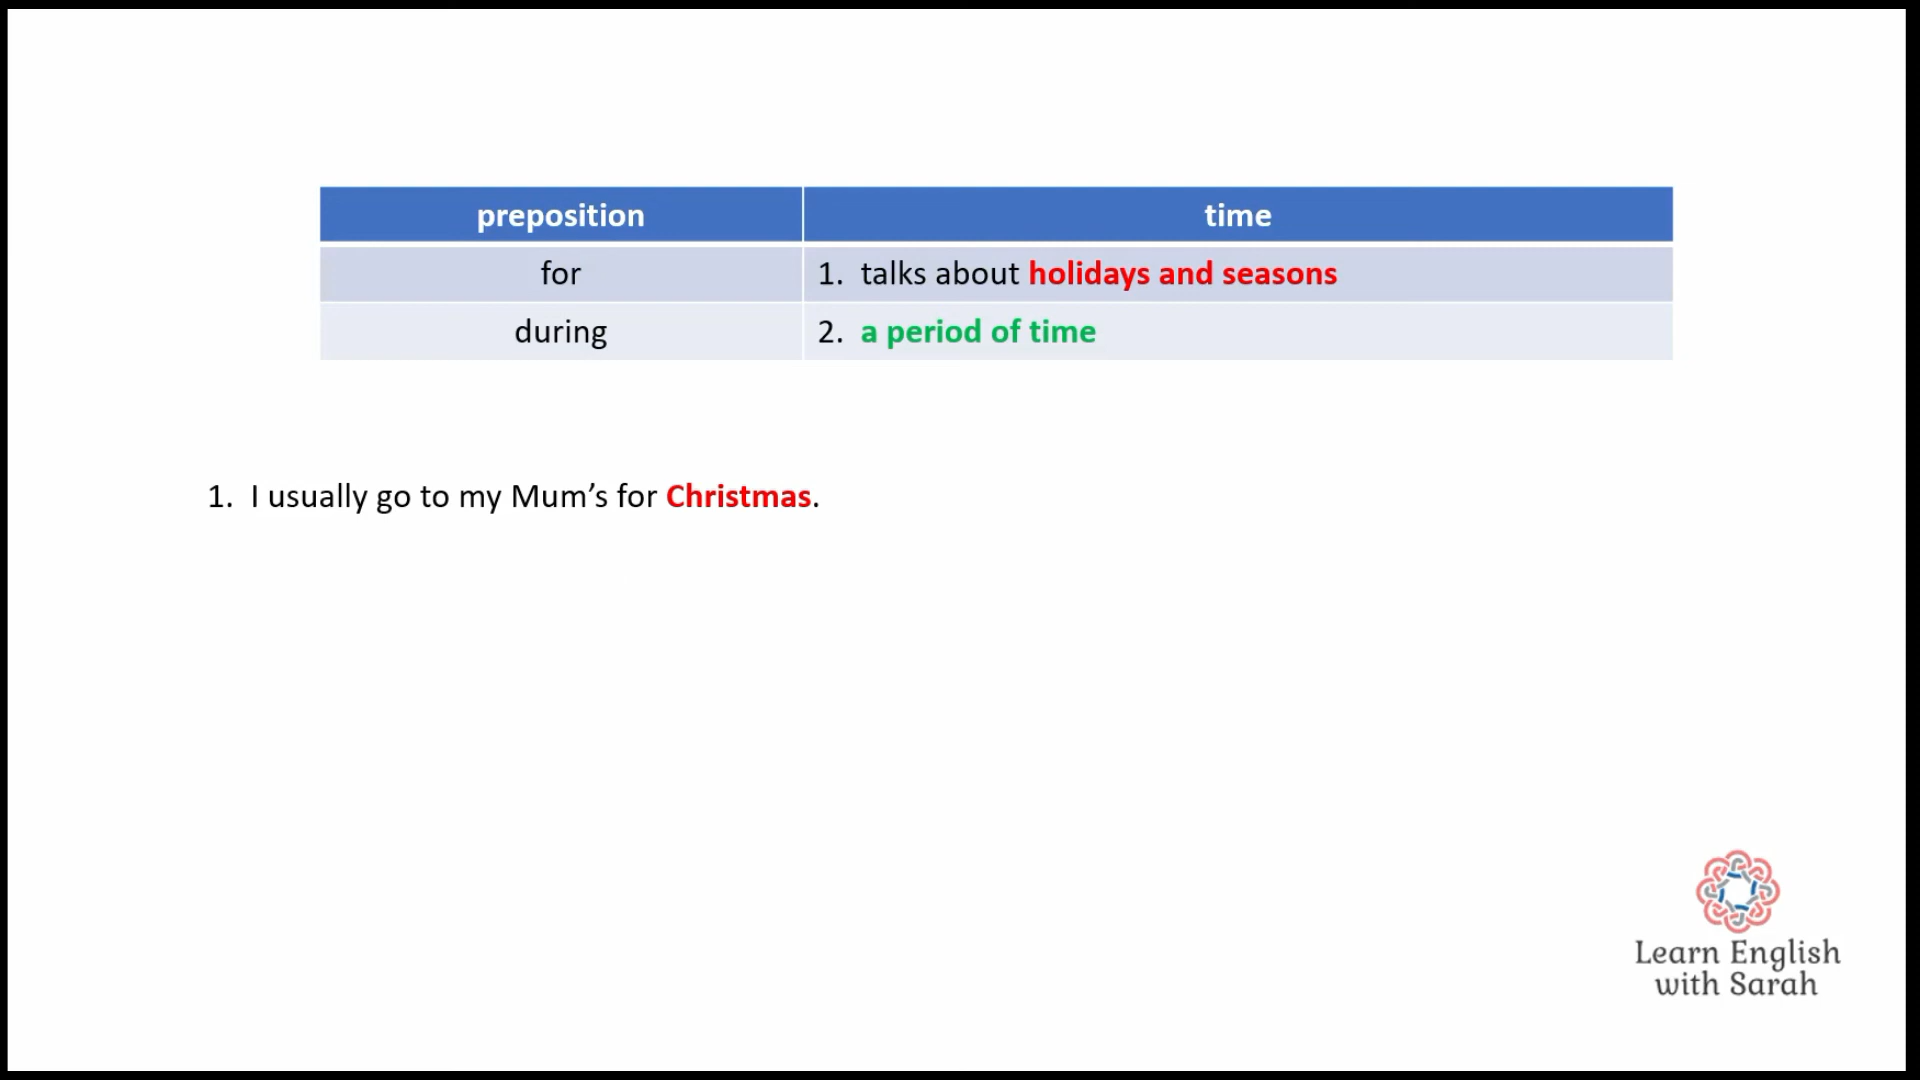 preposition time
for 1. talks about holidays and seasons
during 2. a period of time
1. I usually go to my Mum’s for Christmas.
Learn English
with Sarah